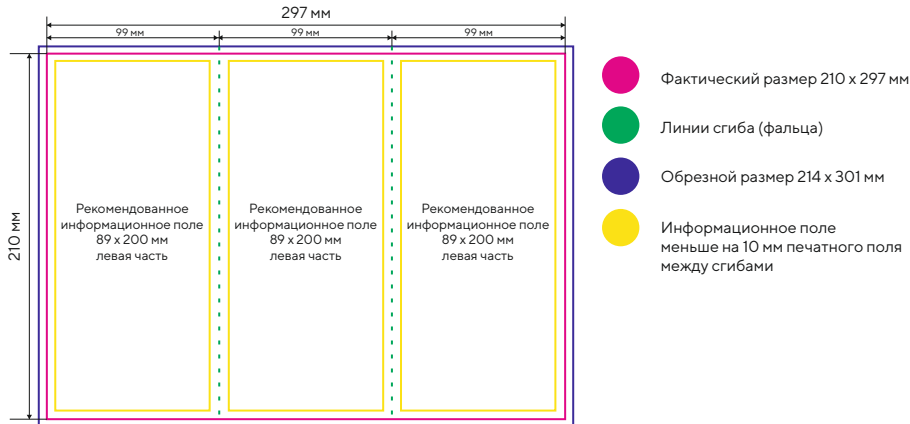 297 мм
99 мм
99 мм
99 мм
210 мм
Рекомендованное
информационное поле
89 х 200 мм
левая часть
Рекомендованное
информационное поле
89 х 200 мм
левая часть
Рекомендованное
информационное поле
89 х 200 мм
левая часть
Фактический размер 210 х 297 мм
Линии сгиба (фальца)
Обрезной размер 214 х 301 мм
Информационное поле
меньше на 10 мм печатного поля
между сгибами